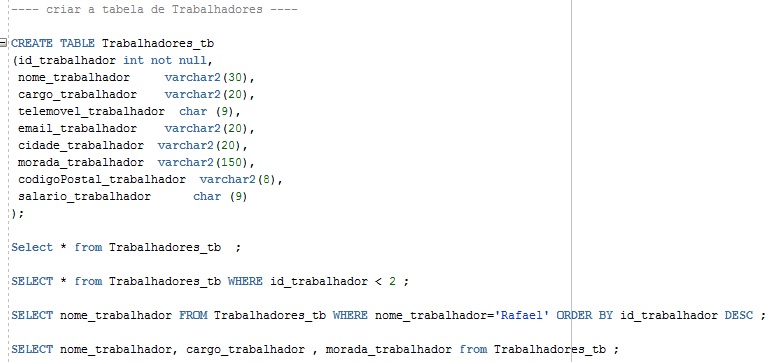 ---- criar a tabela de Trabalhadores ----
CREATE TABLE Trabalhadores_tb
(id_trabalhador int not null,
nome_trabalhador varchar2(30),
cargo_trabalhador varchar2(20),
telemovel_trabalhador char (9),
email_trabalhador varchar2(20),
cidade_trabalhador varchar2(20),
morada_trabalhador varchar2(150),
codigoPostal_trabalhador varchar2(8),
salario_trabalhador char (9)
);
Select * from Trabalhadores_tb ;
SELECT * from Trabalhadores_tb WHERE id_trabalhador < 2 ;
SELECT nome_trabalhador FROM Trabalhadores_tb WHERE nome_trabalhador='Rafael' ORDER BY id_trabalhador DESC ;
SELECT nome_trabalhador, cargo_trabalhador , morada_trabalhador from Trabalhadores_tb ;